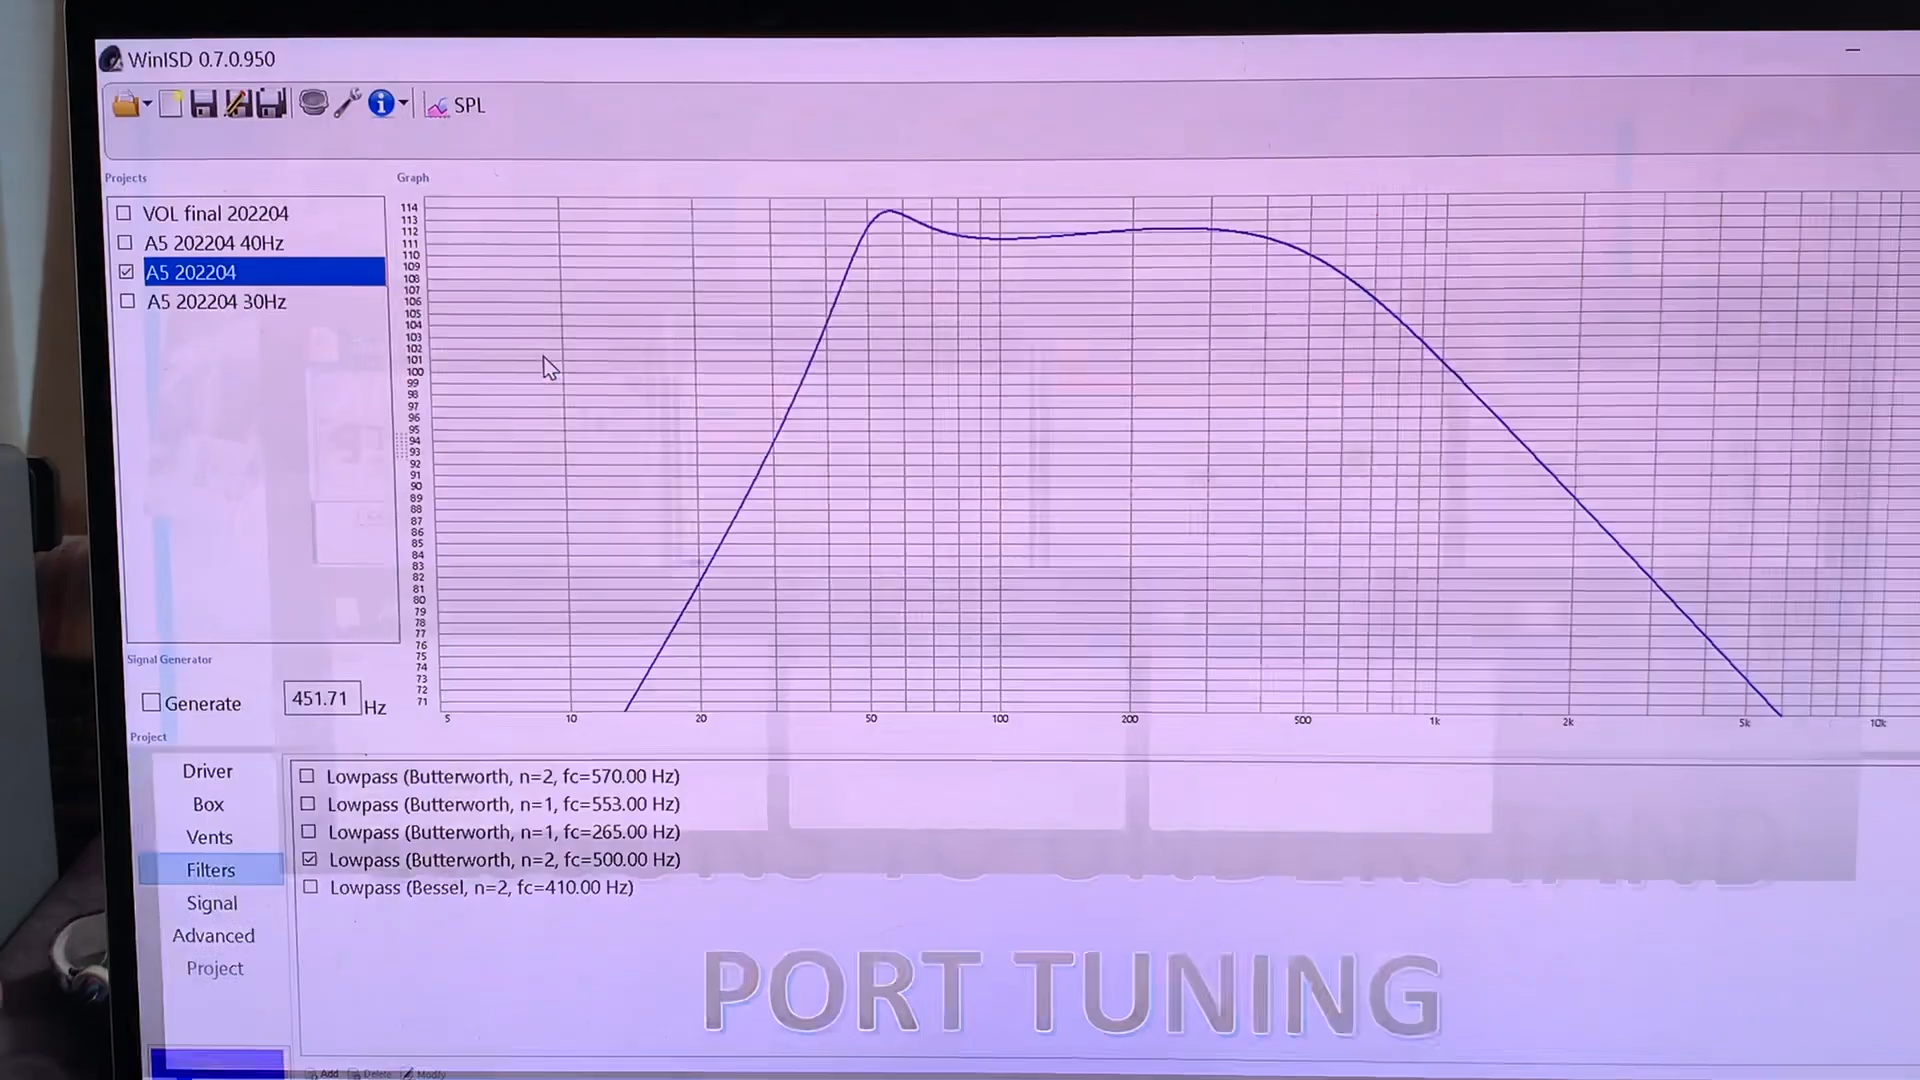 WinISD 0.7.0.950
SPL
Projects
Graph
VOL final 202204
A5 202204 40Hz
A5 202204
A5 202204 30Hz
114
113
112
111
110
109
108
107
106
105
104
103
102
101
100
99
98
97
96
95
94
93
92
91
90
89
88
87
86
85
84
83
82
81
80
79
78
77
76
75
74
73
72
71
5 10 20 50 100 200 500 1k 2k 5k 10k
Signal Generator
Generate 451.71 Hz
Project
Driver
Box
Vents
Filters
Signal
Advanced
Project
Lowpass (Butterworth, n=2, fc=570.00 Hz)
Lowpass (Butterworth, n=1, fc=553.00 Hz)
Lowpass (Butterworth, n=1, fc=265.00 Hz)
Lowpass (Butterworth, n=2, fc=500.00 Hz)
Lowpass (Bessel, n=2, fc=410.00 Hz)
PORT TUNING
Add Delete Modify